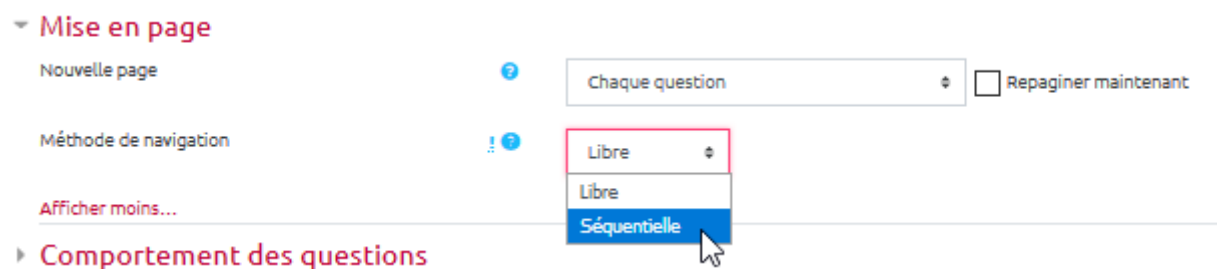 Mise en page
Nouvelle page
Chaque question
Repaginer maintenant
Méthode de navigation
!
Libre
Libre
Séquentielle
Afficher moins...
Comportement des questions